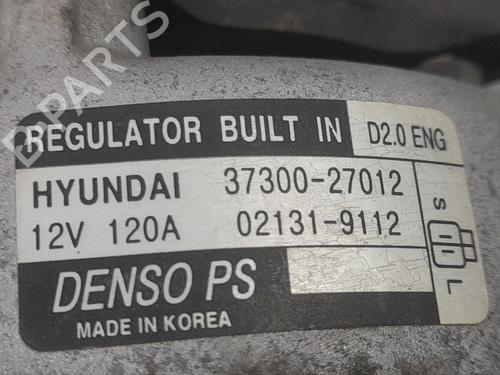 B-PARTS
REGULATOR BUILT IN D2.0 ENG
HYUNDAI 37300-27012
12V 120A 02131-9112
S
L
DENSO PS
MADE IN KOREA